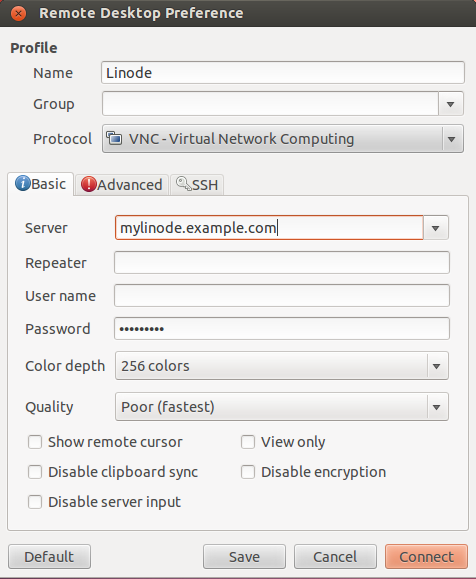 Remote Desktop Preference
Profile
Name Linode
Group
Protocol VNC - Virtual Network Computing
Basic Advanced SSH
Server mylinode.example.com
Repeater
User name
Password •••••••••
Color depth 256 colors
Quality Poor (fastest)
Show remote cursor View only
Disable clipboard sync Disable encryption
Disable server input
Default Save Cancel Connect